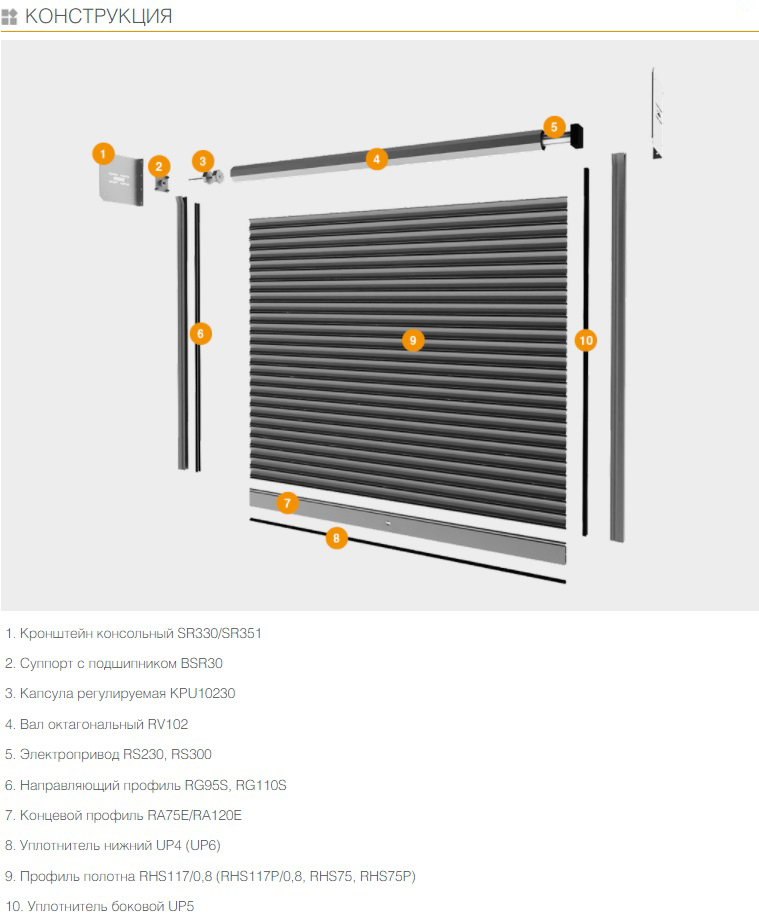 КОНСТРУКЦИЯ
5
1
2
3
4
6
9
10
7
8
1. Кронштейн консольный SR330/SR351
2. Суппорт с подшипником BSR30
3. Капсула регулируемая KPU10230
4. Вал октагональный RV102
5. Электропривод RS230, RS300
6. Направляющий профиль RG95S, RG110S
7. Концевой профиль RA75E/RA120E
8. Уплотнитель нижний UP4 (UP6)
9. Профиль полотна RHS117/0,8 (RHS117P/0,8, RHS75, RHS75P)
10. Уплотнитель боковой UP5